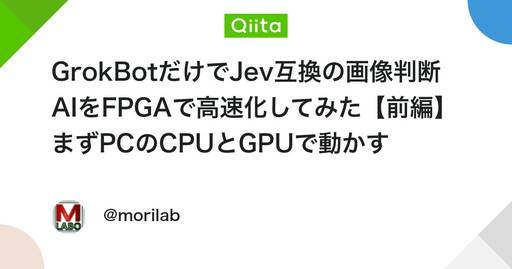 Qiita
GrokBotだけでJev互換の画像判断
AIをFPGAで高速化してみた【前編】
まずPCのCPUとGPUで動かす
M
LABO
@morilab